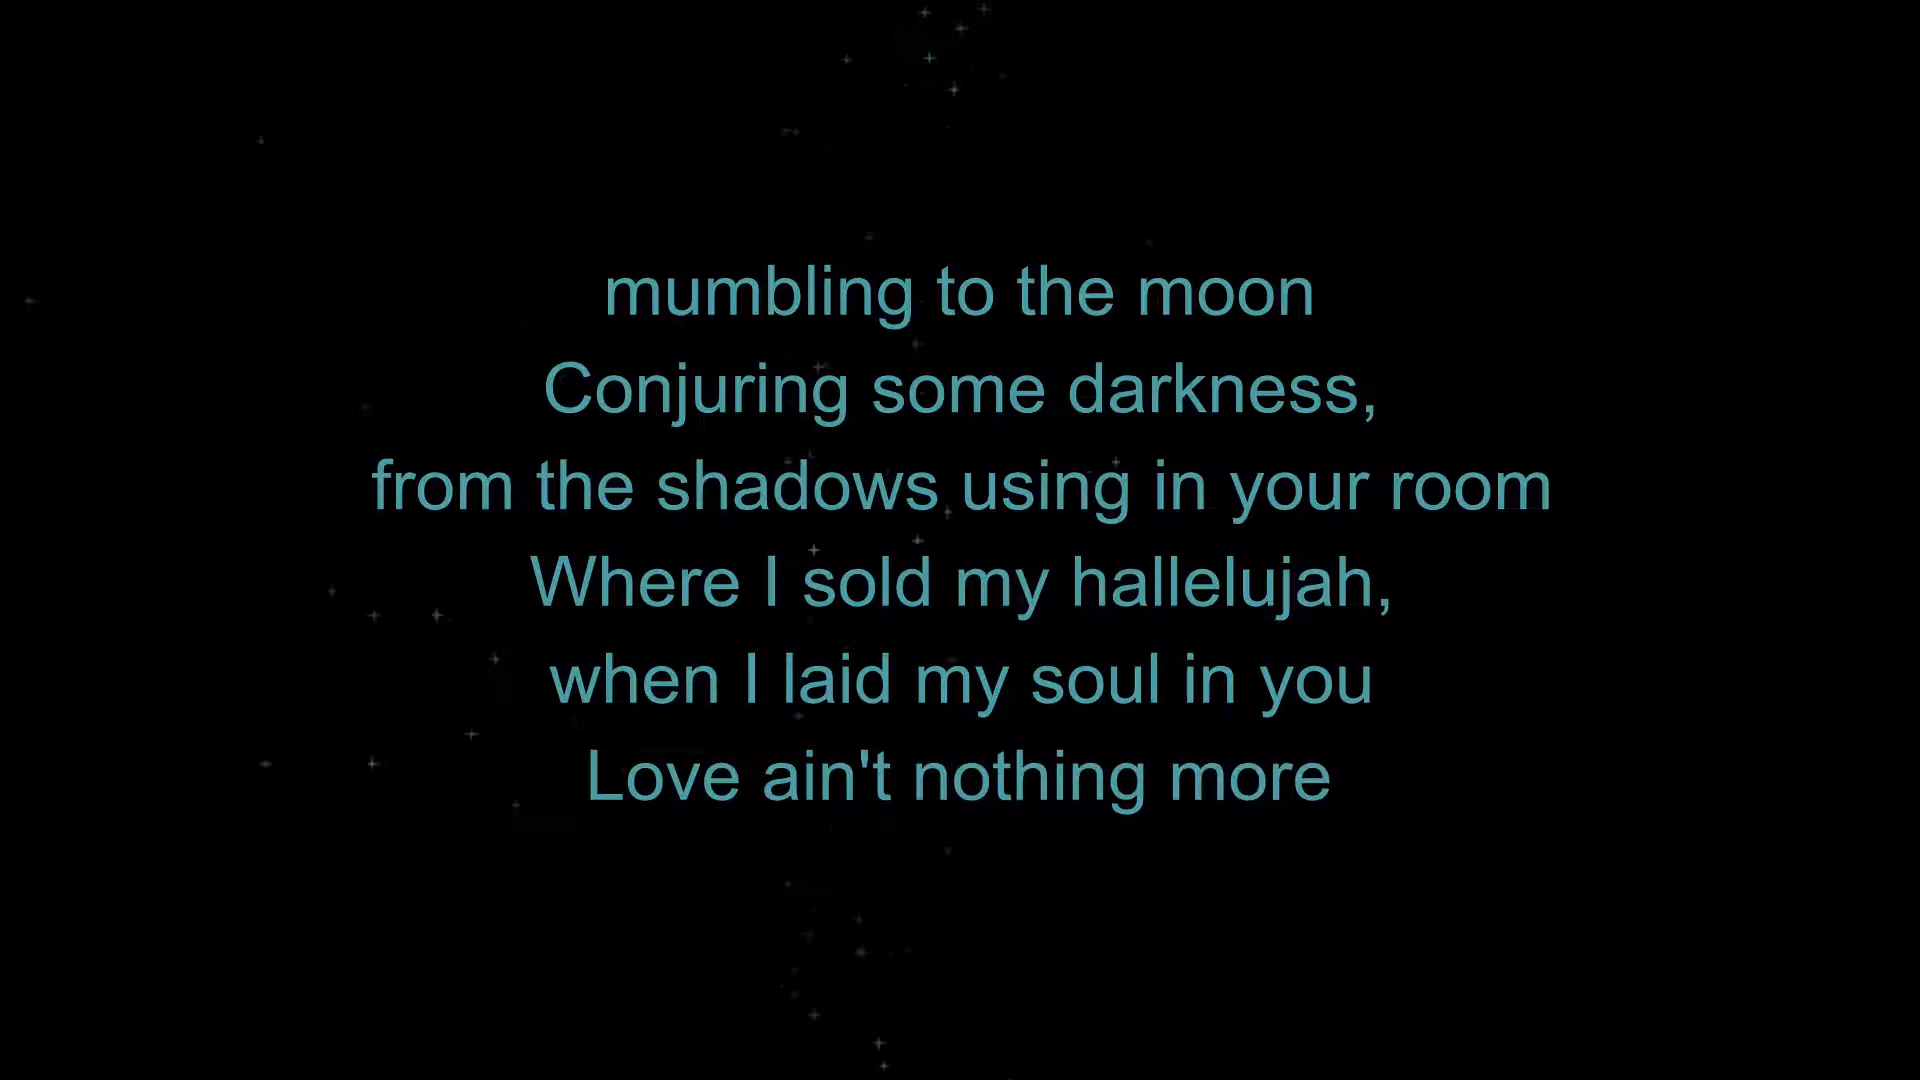 mumbling to the moon
Conjuring some darkness,
from the shadows using in your room
Where I sold my hallelujah,
when I laid my soul in you
Love ain't nothing more